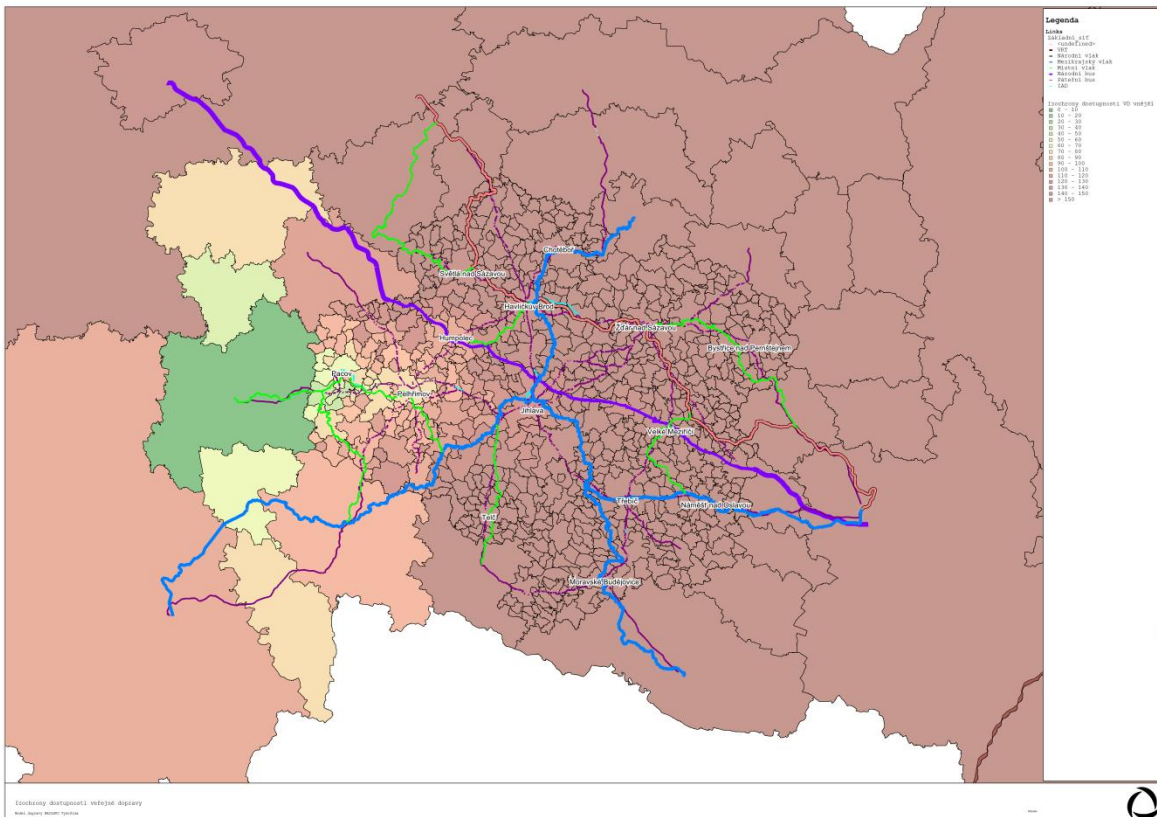 Legenda
Links
Základní_síť
<undefined>
VRT
Národní vlak
Mezikrajský vlak
Místní vlak
Národní bus
Páteřní bus
IAD
Izochrony dostupnosti VD vnější
0 - 10
10 - 20
20 - 30
30 - 40
40 - 50
50 - 60
60 - 70
70 - 80
80 - 90
90 - 100
100 - 110
110 - 120
120 - 130
130 - 140
140 - 150
> 150
Chotěboř
Světlá nad Sázavou
Havlíčkův Brod
Žďár nad Sázavou
Humpolec
Bystřice nad Pernštejnem
Pacov
Pelhřimov
Jihlava
Velké Meziříčí
Třebíč
Náměšť nad Oslavou
Telč
Moravské Budějovice
Izochrony dostupnosti veřejné dopravy